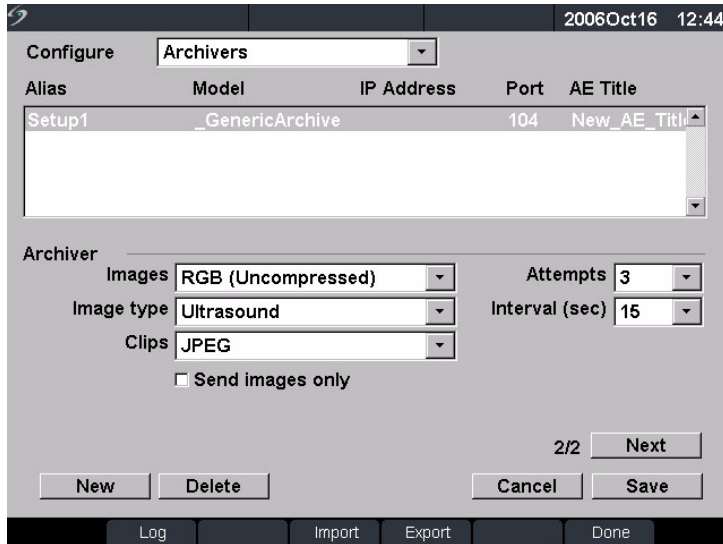 2006Oct16 12:44
Configure Archivers
Alias Model IP Address Port AE Title
Setup1 _GenericArchive 104 New_AE_Title
Archiver
Images RGB (Uncompressed) Attempts 3
Image type Ultrasound Interval (sec) 15
Clips JPEG
Send images only
2/2 Next
New Delete Cancel Save
Log Import Export Done